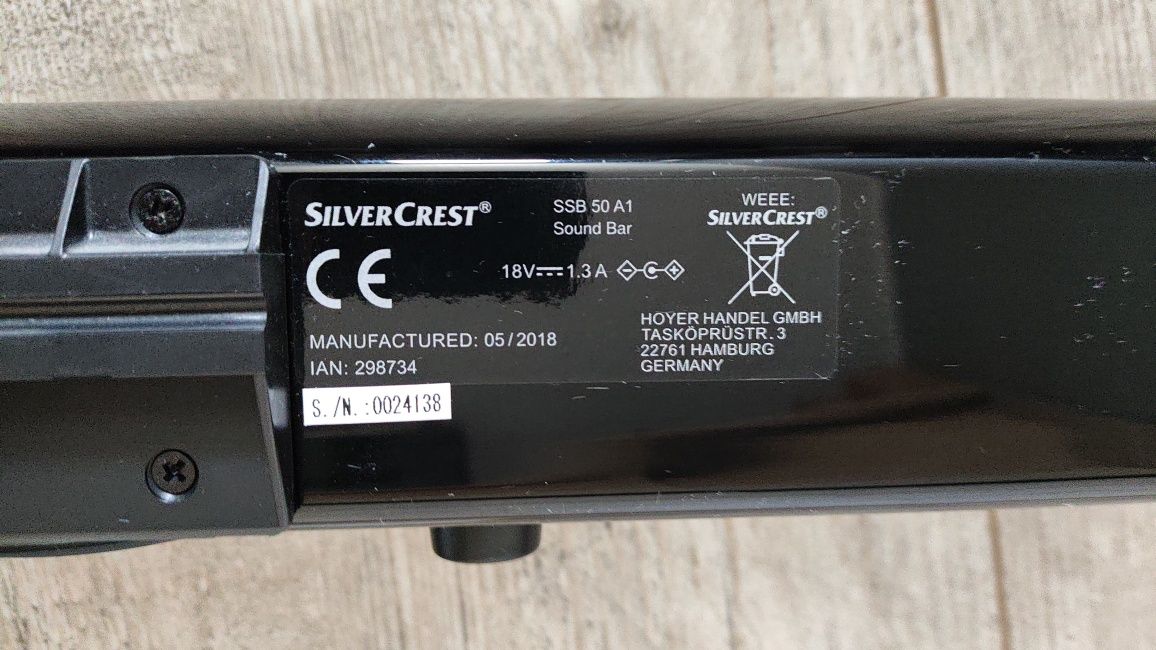 SILVERCREST®
SSB 50 A1
Sound Bar
CE
18V⎓1.3 A
MANUFACTURED: 05/2018
IAN: 298734
S./N.:0024138
WEEE:
SILVERCREST®
HOYER HANDEL GMBH
TASKÖPRÜSTR. 3
22761 HAMBURG
GERMANY